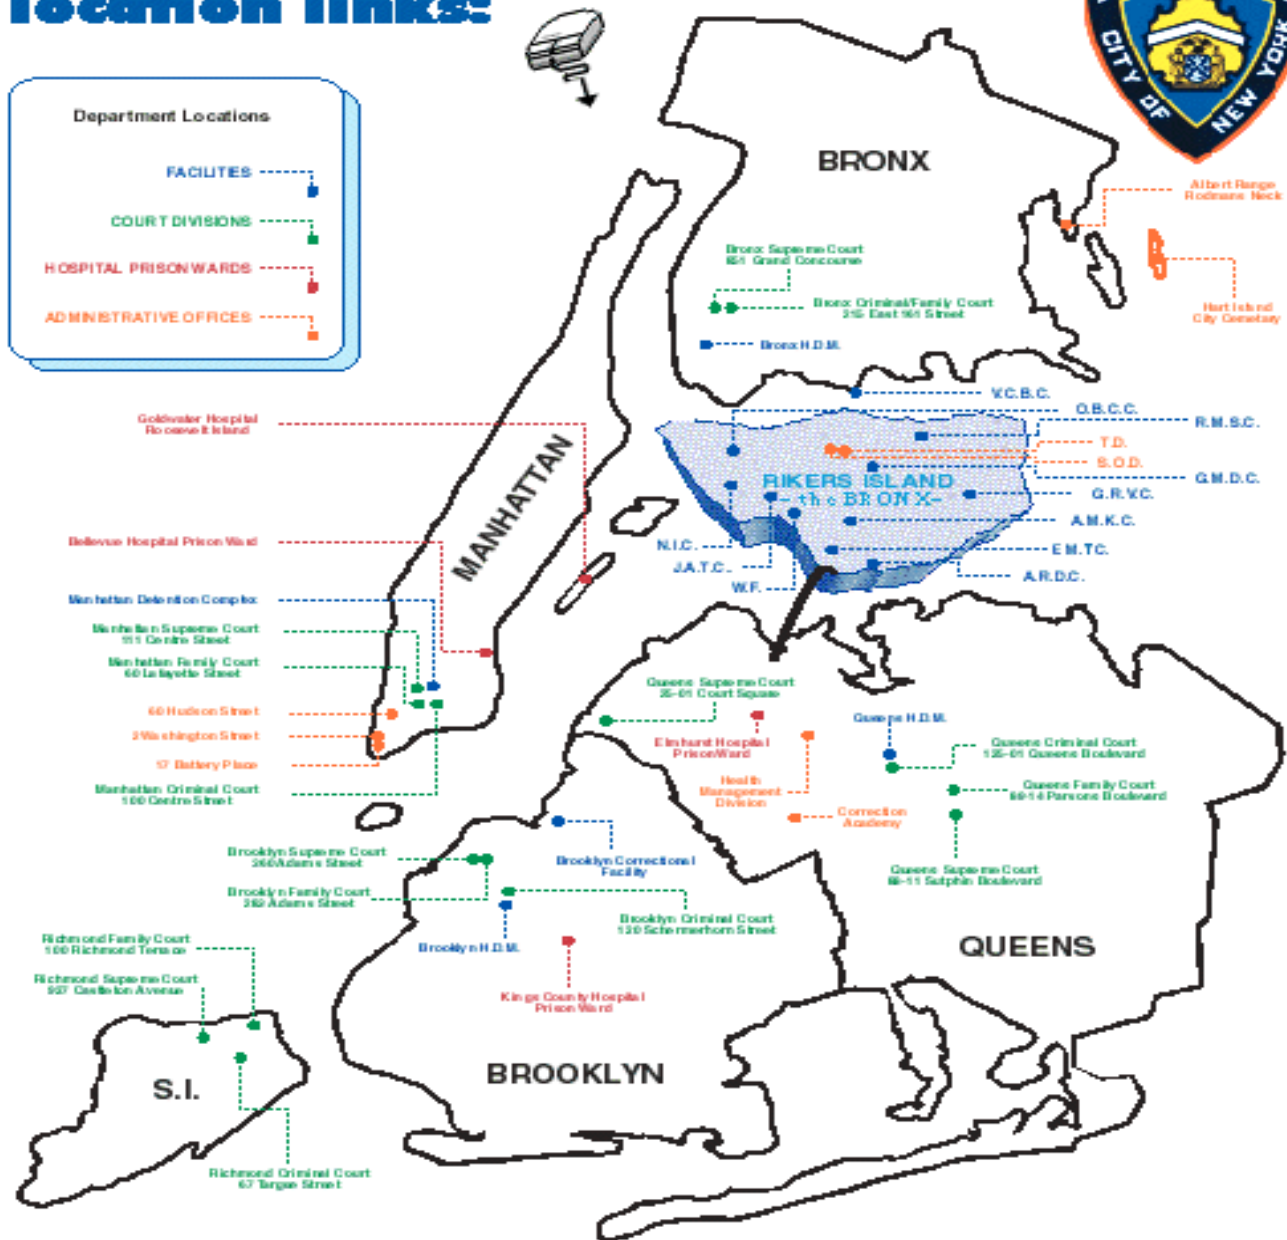 location links:
CITY OF NEW YORK
Department Locations
FACILITIES
COURT DIVISIONS
HOSPITAL PRISON WARDS
ADMINISTRATIVE OFFICES
BRONX
Albert Range
Rodmans Neck
Hart Island
City Cemetary
Bronx Supreme Court
851 Grand Concourse
Bronx Criminal/Family Court
215 East 161 Street
Bronx H.D.M.
V.C.B.C.
O.B.C.C.
R.M.S.C.
T.D.
S.O.D.
G.M.D.C.
G.R.V.C.
A.M.K.C.
E.M.T.C.
A.R.D.C.
RIKERS ISLAND
-the BRONX-
N.I.C.
J.A.T.C.
W.F.
MANHATTAN
Goldwater Hospital
Roosevelt Island
Bellevue Hospital Prison Ward
Manhattan Detention Complex
Manhattan Supreme Court
111 Centre Street
Manhattan Family Court
60 Lafayette Street
60 Hudson Street
2 Washington Street
17 Battery Place
Manhattan Criminal Court
100 Centre Street
Queens Supreme Court
25-01 Court Square
Elmhurst Hospital
Prison Ward
Health
Management
Division
Correction
Academy
Queens H.D.M.
Queens Criminal Court
125-01 Queens Boulevard
Queens Family Court
Parsons Boulevard
Queens Supreme Court
88-11 Sutphin Boulevard
QUEENS
Brooklyn Supreme Court
360 Adams Street
Brooklyn Family Court
283 Adams Street
Brooklyn Correctional
Facility
Brooklyn Criminal Court
120 Schermerhorn Street
Brooklyn H.D.M.
Kings County Hospital
Prison Ward
BROOKLYN
Richmond Family Court
100 Richmond Terrace
Richmond Supreme Court
927 Castleton Avenue
S.I.
Richmond Criminal Court
67 Targee Street